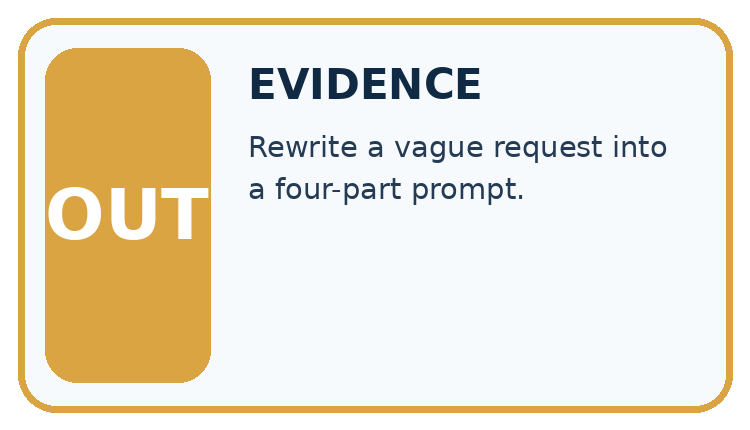 OUT
EVIDENCE
Rewrite a vague request into
a four-part prompt.